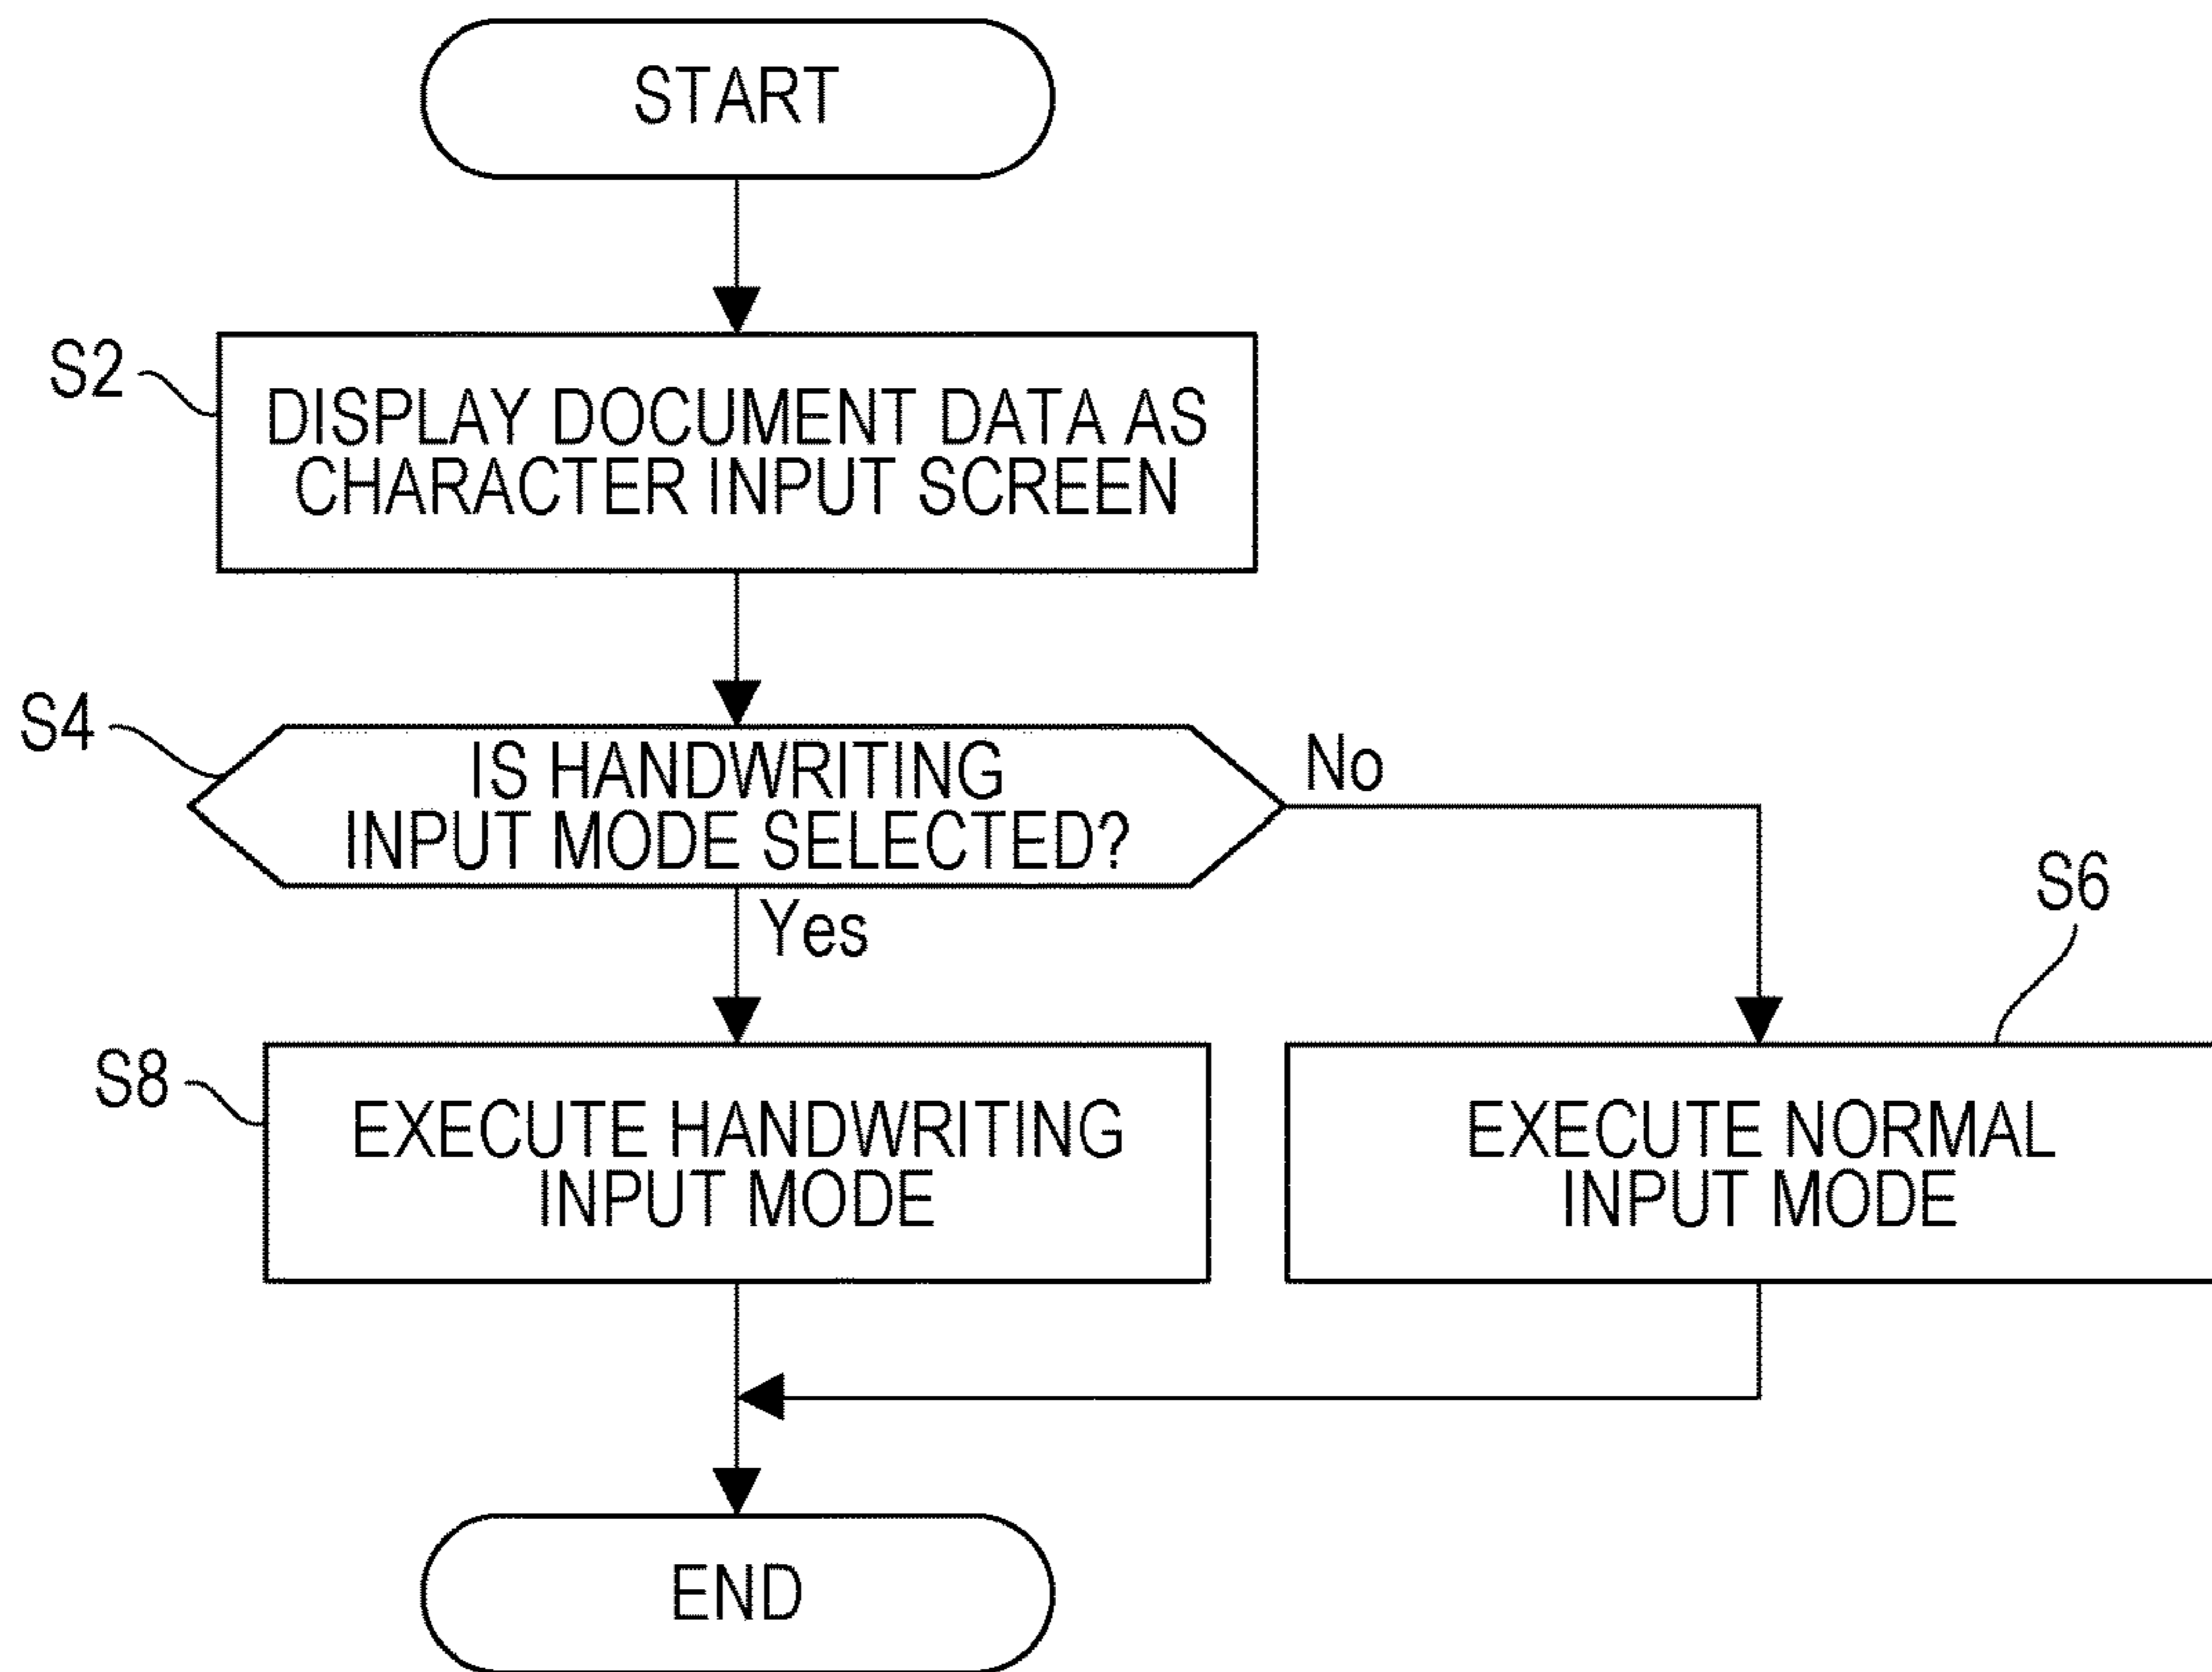 START
S2
DISPLAY DOCUMENT DATA AS
CHARACTER INPUT SCREEN
S4
IS HANDWRITING
INPUT MODE SELECTED?
No
Yes
S6
S8
EXECUTE HANDWRITING
INPUT MODE
EXECUTE NORMAL
INPUT MODE
END